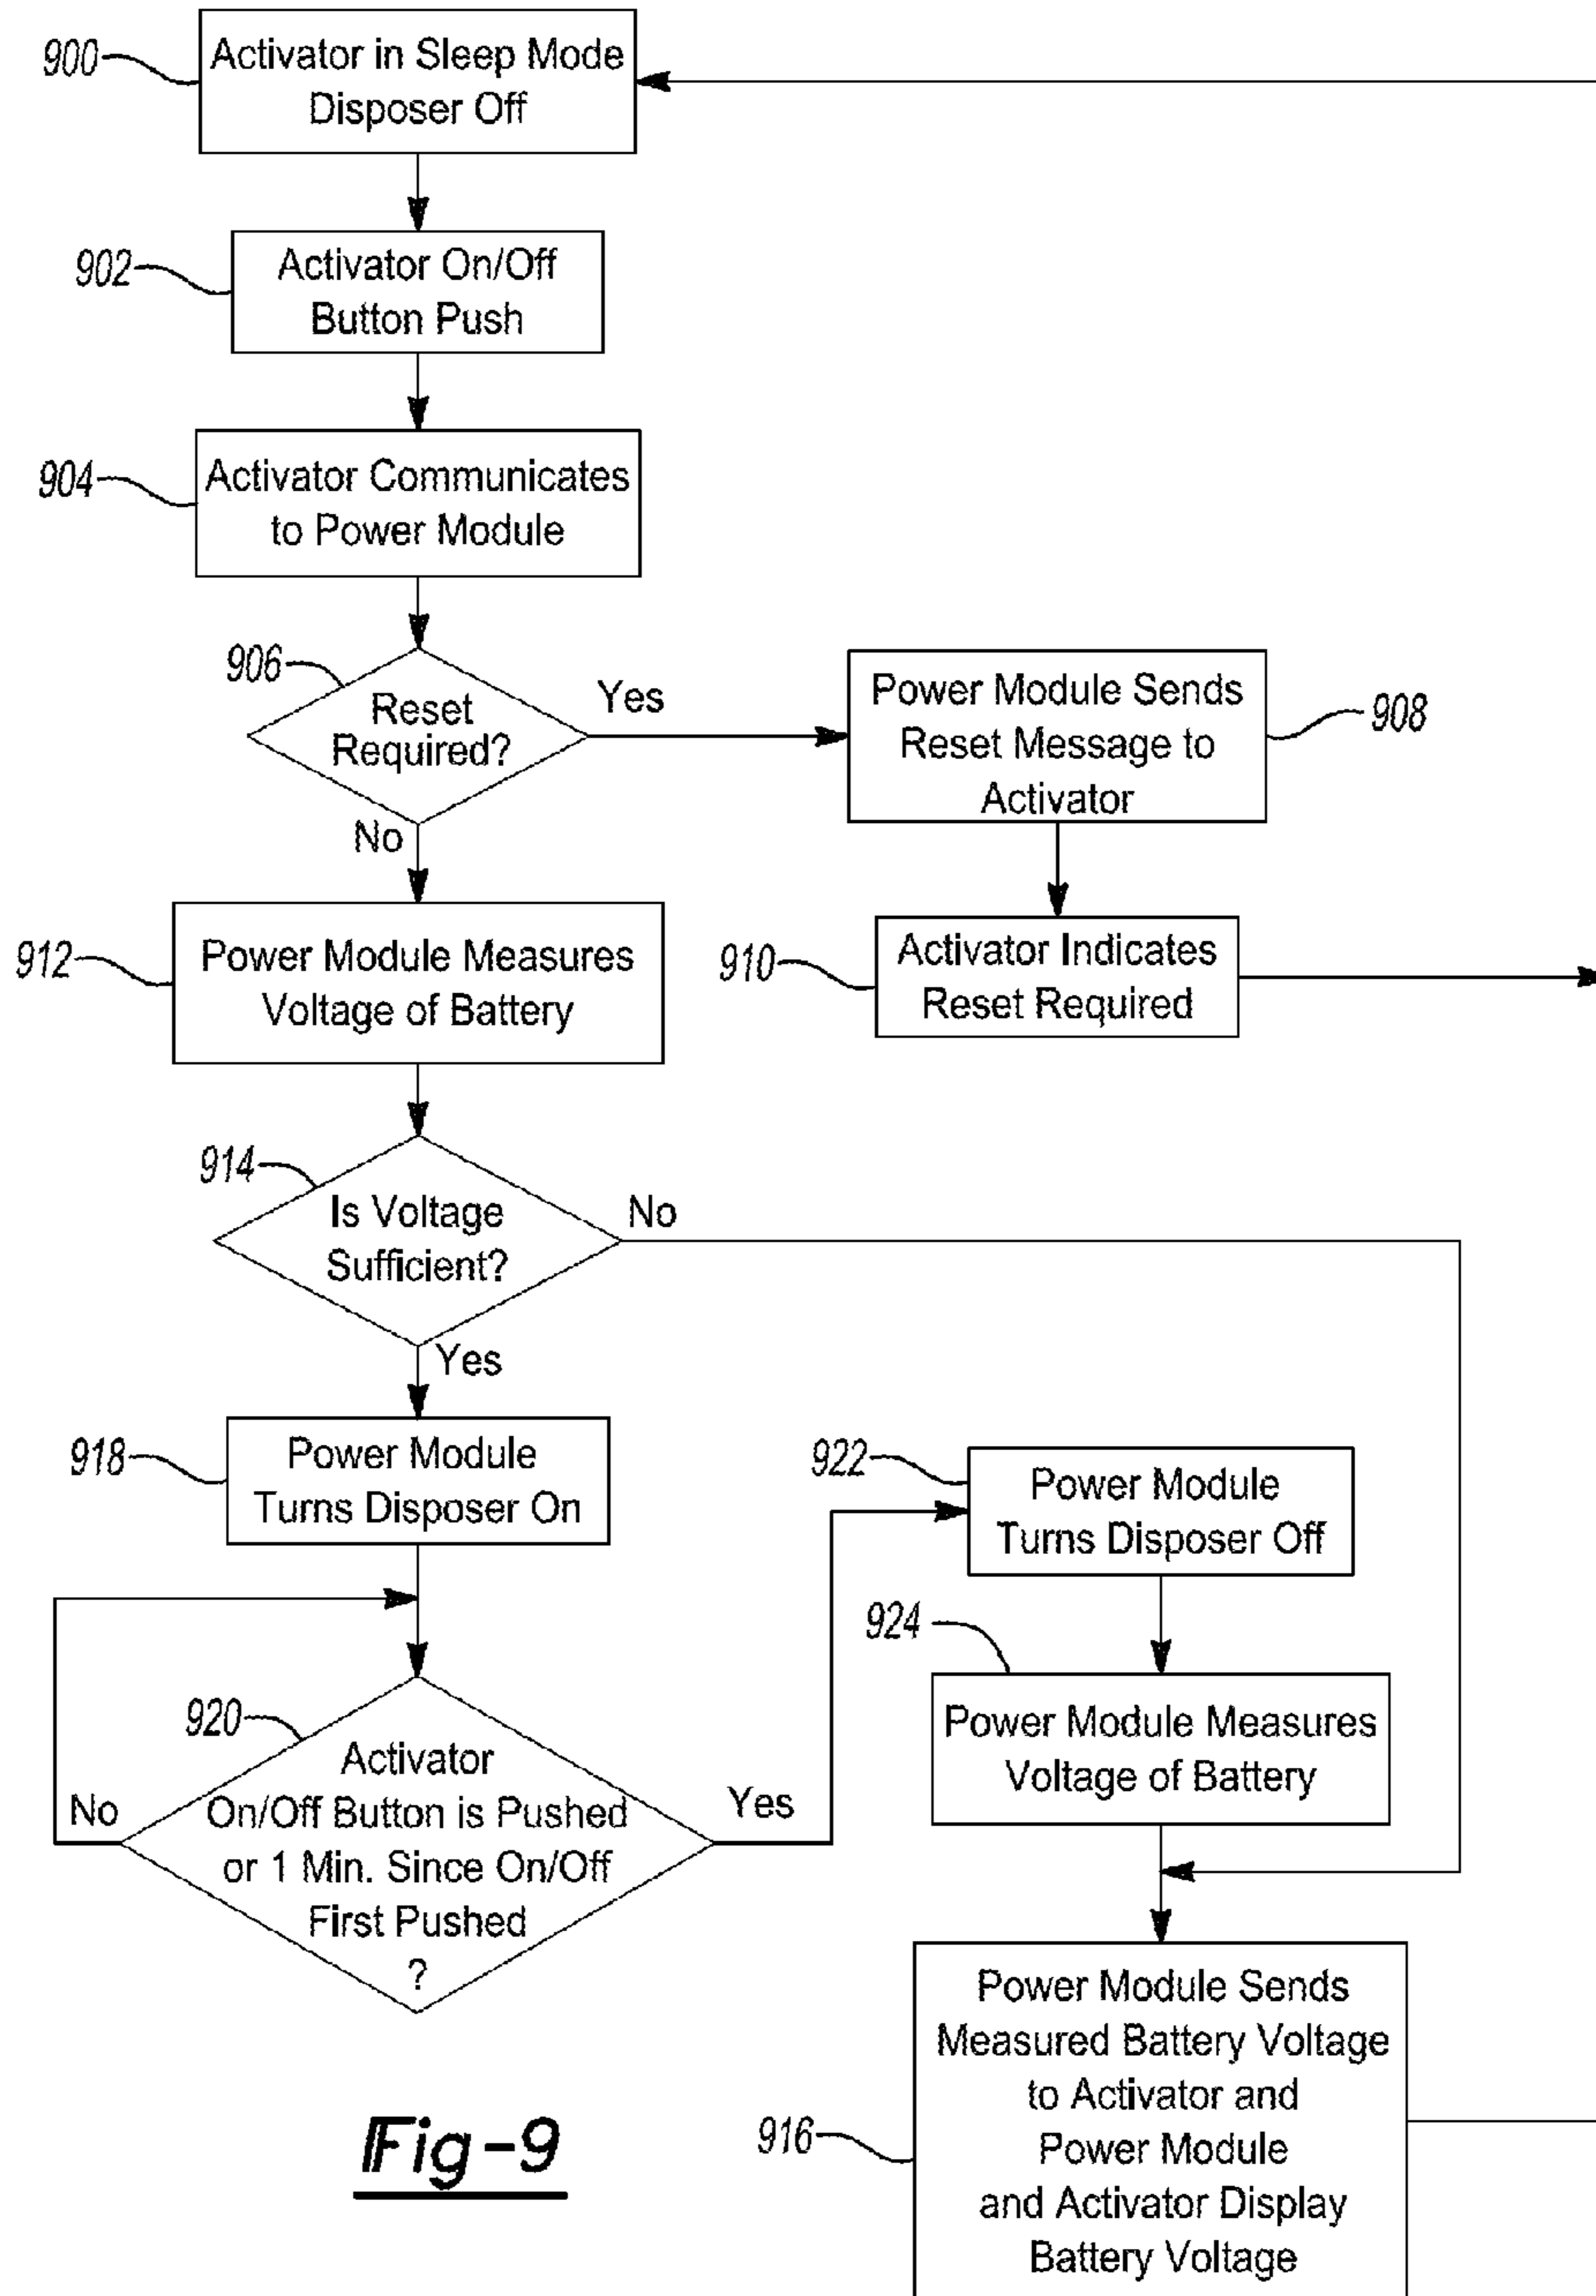 900
Activator in Sleep Mode
Disposer Off
902
Activator On/Off
Button Push
904
Activator Communicates
to Power Module
906
Reset
Required?
Yes
No
Power Module Sends
Reset Message to
Activator
908
910
Activator Indicates
Reset Required
912
Power Module Measures
Voltage of Battery
914
Is Voltage
Sufficient?
No
Yes
918
Power Module
Turns Disposer On
922
Power Module
Turns Disposer Off
924
Power Module Measures
Voltage of Battery
920
Activator
On/Off Button is Pushed
or 1 Min. Since On/Off
First Pushed
?
No
Yes
916
Power Module Sends
Measured Battery Voltage
to Activator and
Power Module
and Activator Display
Battery Voltage
Fig-9